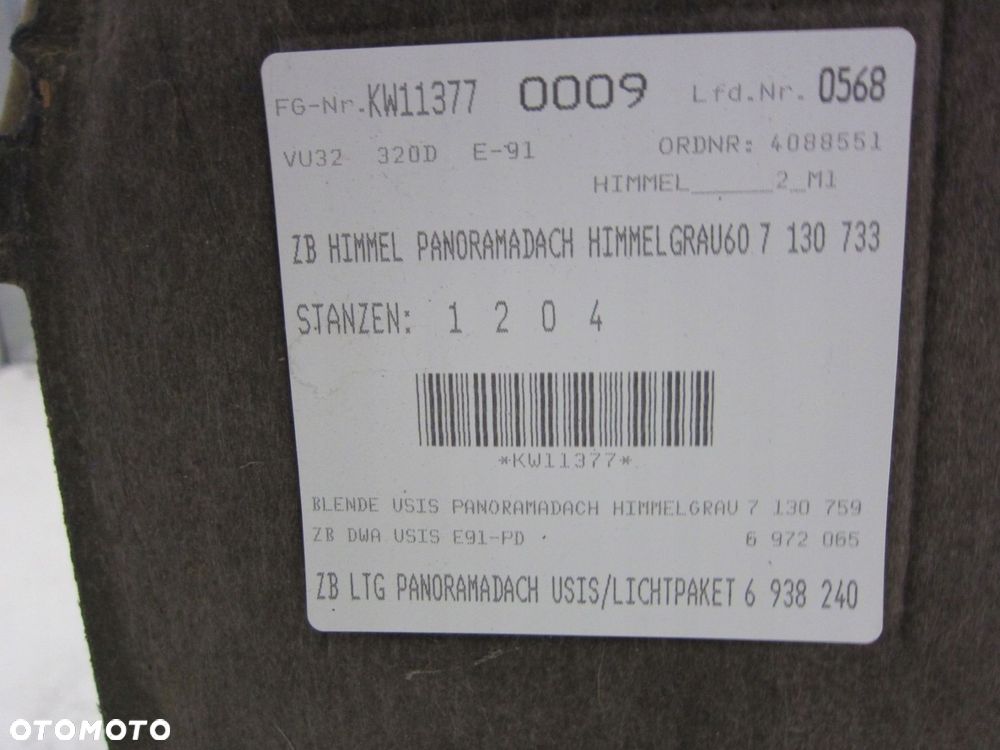 FG-Nr.KW11377 0009 Lfd.Nr. 0568
VU32 320D E-91 ORDNR: 4088551
HIMMEL_____2_M1
ZB HIMMEL PANORAMADACH HIMMELGRAU60 7 130 733
STANZEN: 1 2 0 4
*KW11377*
BLENDE USIS PANORAMADACH HIMMELGRAU 7 130 759
ZB DWA USIS E91-PD 6 972 065
ZB LTG PANORAMADACH USIS/LICHTPAKET 6 938 240
OTOMOTO